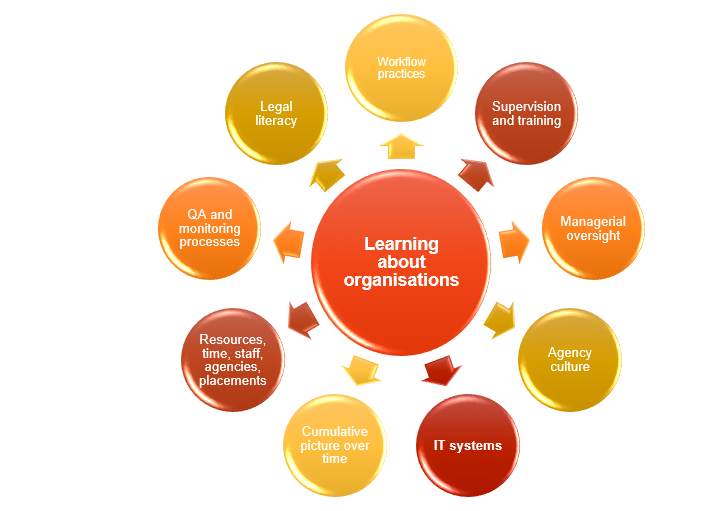 Workflow
practices
Supervision
and training
Managerial
oversight
Agency
culture
IT systems
Cumulative
picture over
time
Resources,
time, staff,
agencies,
placements
QA and
monitoring
processes
Legal
literacy
Learning
about
organisations